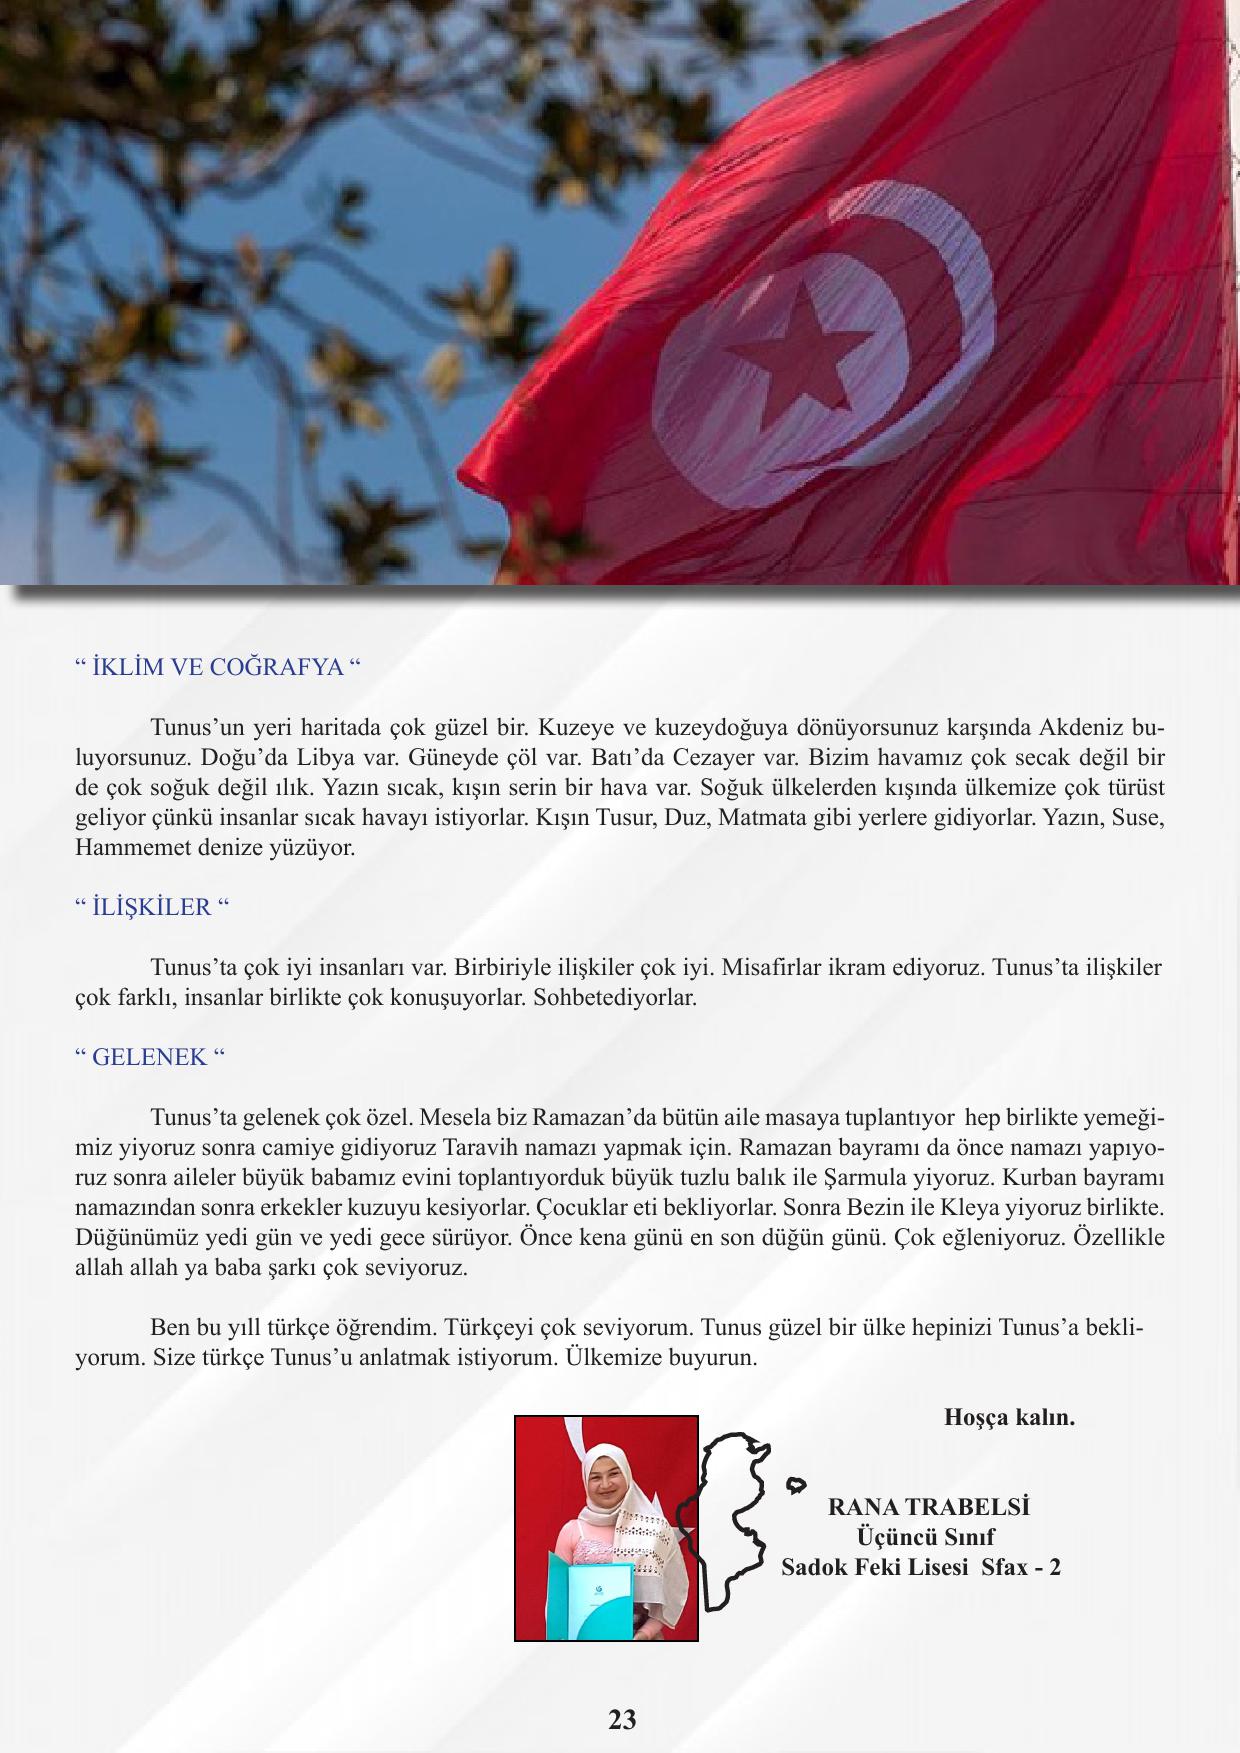 “ İKLİM VE COĞRAFYA “
Tunus’un yeri haritada çok güzel bir. Kuzeye ve kuzeydoğuya dönüyorsunuz karşında Akdeniz bu-
luyorsunuz. Doğu’da Libya var. Güneyde çöl var. Batı’da Cezayer var. Bizim havamız çok secak değil bir
de çok soğuk değil ılık. Yazın sıcak, kışın serin bir hava var. Soğuk ülkelerden kışında ülkemize çok türüst
geliyor çünkü insanlar sıcak havayı istiyorlar. Kışın Tusur, Duz, Matmata gibi yerlere gidiyorlar. Yazın, Suse,
Hammemet denize yüzüyor.
“ İLİŞKİLER “
Tunus’ta çok iyi insanları var. Birbiriyle ilişkiler çok iyi. Misafirlar ikram ediyoruz. Tunus’ta ilişkiler
çok farklı, insanlar birlikte çok konuşuyorlar. Sohbetediyorlar.
“ GELENEK “
Tunus’ta gelenek çok özel. Mesela biz Ramazan’da bütün aile masaya tuplantıyor hep birlikte yemeği-
miz yiyoruz sonra camiye gidiyoruz Taravih namazı yapmak için. Ramazan bayramı da önce namazı yapıyo-
ruz sonra aileler büyük babamız evini toplantıyorduk büyük tuzlu balık ile Şarmula yiyoruz. Kurban bayramı
namazından sonra erkekler kuzuyu kesiyorlar. Çocuklar eti bekliyorlar. Sonra Bezin ile Kleya yiyoruz birlikte.
Düğünümüz yedi gün ve yedi gece sürüyor. Önce kena günü en son düğün günü. Çok eğleniyoruz. Özellikle
allah allah ya baba şarkı çok seviyoruz.
Ben bu yıll türkçe öğrendim. Türkçeyi çok seviyorum. Tunus güzel bir ülke hepinizi Tunus’a bekli-
yorum. Size türkçe Tunus’u anlatmak istiyorum. Ülkemize buyurun.
Hoşça kalın.
RANA TRABELSİ
Üçüncü Sınıf
Sadok Feki Lisesi Sfax - 2
23